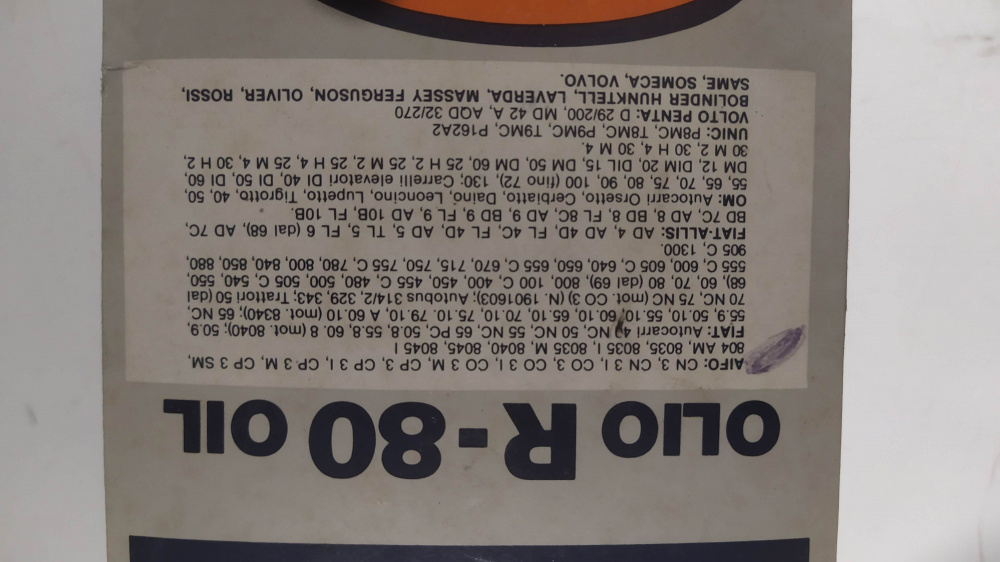 OLIO R-80 OIL
AIFO: CN 3, CN 3 I, CO 3, CO 3 I, CO 3 M, CP 3, CP 3 I, CP 3 M, CP 3 SM,
804 AM, 8035, 8035 I, 8035 M, 8040, 8045, 8045 I
FIAT: Autocarri NC, 50 NC, 55 NC, 65 PC, 50.8, 55.8, 60. 8 (mot. 8040); 50.9,
55.9, 50.10, 55.10, 60.10, 65.10, 70.10, 75.10, 79.10, A 60.10 (mot. 8340); 65 NC,
70 NC, 75 NC (mot. CO 3) (N. 901603); Autobus 314/2, 329, 343; Trattori 50 (dal
68), 60, 70, 80 (dal 69), 800, 100 C, 400, 450, 455 C, 480, 500, 505 C, 540, 550,
555 C, 600, 605 C, 640, 650, 655 C, 670, 715, 750, 755 C, 780, 800, 840, 850, 880,
905 C, 1300.
FIAT-ALLIS: AD 4, AD 4D, FL 4C, FL 4D, AD 5, TL 5, FL 6 (dal 68), AD 7C,
BD 7C, AD 8, BD 8, FL 8C, AD 9, BD 9, FL 9, AD 10B, FL 10B.
OM: Autocarri Orsetto, Cerbiatto, Daino, Leoncino, Lupetto, Tigrotto, 40, 50,
55, 65, 70, 75, 80, 90, 100 (fino 72), 130; Carrelli elevatori DI 40, DI 50, DI 60
DM, 12, DIM 20, DIL 15, DM 50, DM 60, 25 H 2, 25 M 2, 25 H 4, 25 M 4, 30 H 2,
30 M 2, 30 H 4, 30 M 4.
UNIC: P8MC, T8MC, P9MC, T9MC, P162A2
VOLTO PENTA: D 29/200, MD 42 A, AQD 32/270
BOLINDER HUNKTELL, LAVERDA, MASSEY FERGUSON, OLIVER, ROSSI,
SAME, SOMECA, VOLVO.